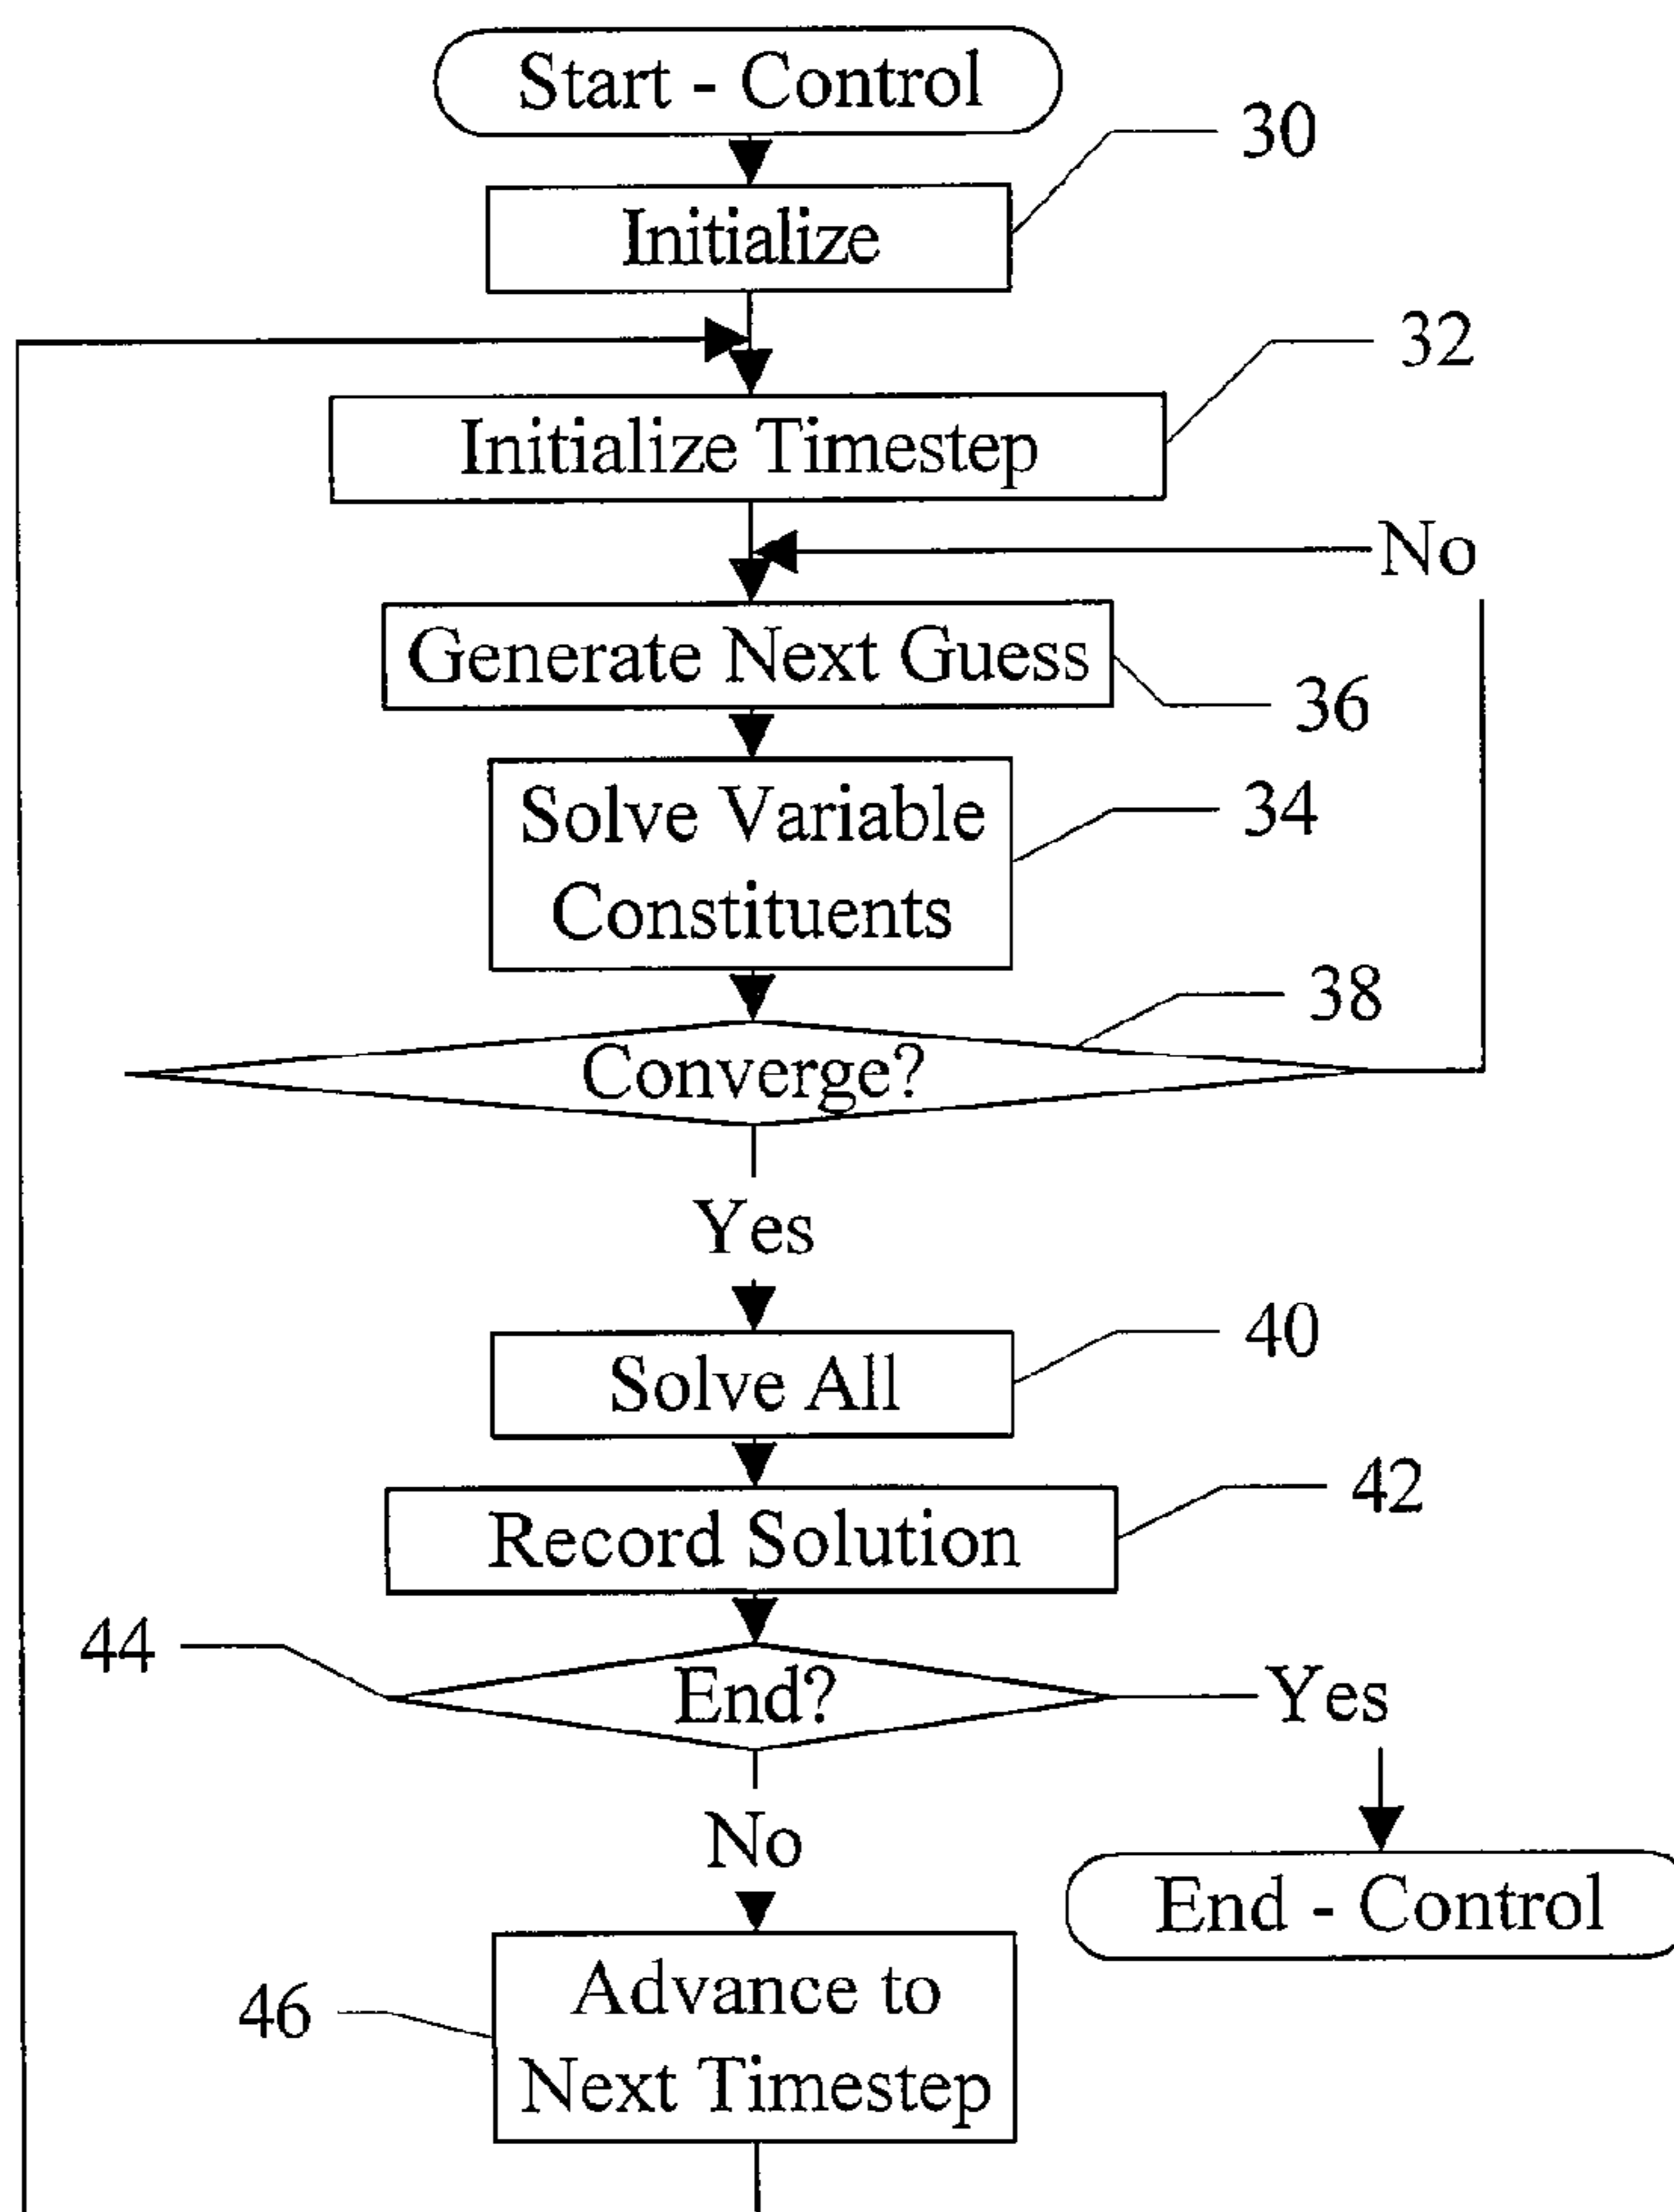 Start - Control
30
Initialize
32
Initialize Timestep
No
Generate Next Guess
36
Solve Variable
Constituents
34
38
Converge?
Yes
40
Solve All
42
Record Solution
44
End?
Yes
No
End - Control
46
Advance to
Next Timestep